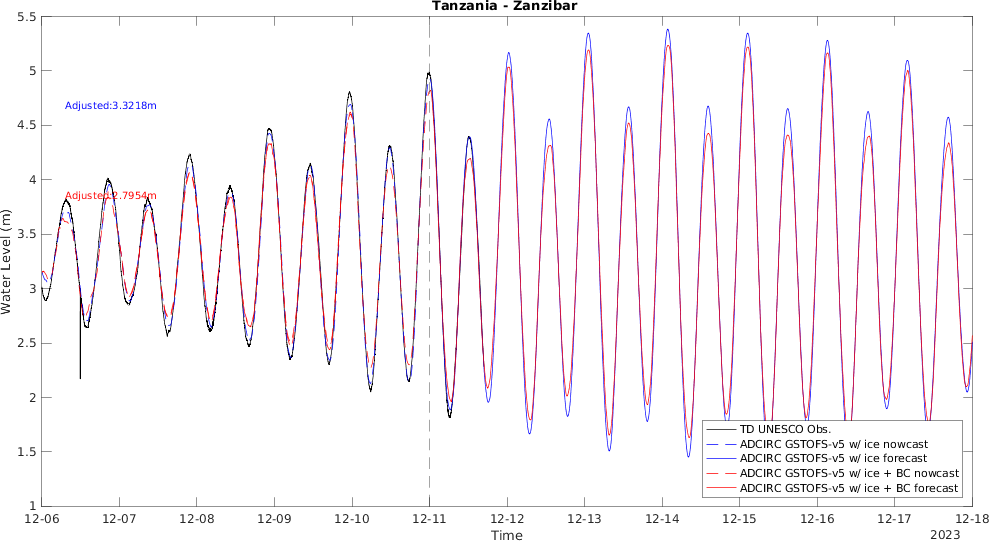 Tanzania - Zanzibar
5.5
5
4.5
4
3.5
3
2.5
2
1.5
1
Water Level (m)
Adjusted:3.3218m
Adjusted:2.7954m
TD UNESCO Obs.
ADCIRC GSTOFS-v5 w/ ice nowcast
ADCIRC GSTOFS-v5 w/ ice forecast
ADCIRC GSTOFS-v5 w/ ice + BC nowcast
ADCIRC GSTOFS-v5 w/ ice + BC forecast
12-06 12-07 12-08 12-09 12-10 12-11 12-12 12-13 12-14 12-15 12-16 12-17 12-18
Time
2023